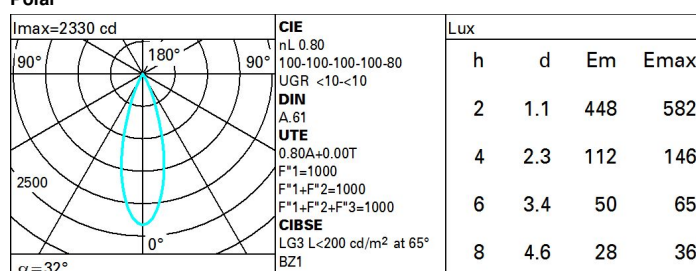 Polar
Imax=2330 cd
90° 180° 90°
2500
0°
α=32°
CIE
nL 0.80
100-100-100-100-80
UGR <10-<10
DIN
A.61
UTE
0.80A+0.00T
F"1=1000
F"1+F"2=1000
F"1+F"2+F"3=1000
CIBSE
LG3 L<200 cd/m² at 65°
BZ1
Lux
h d Em Emax
2 1.1 448 582
4 2.3 112 146
6 3.4 50 65
8 4.6 28 36